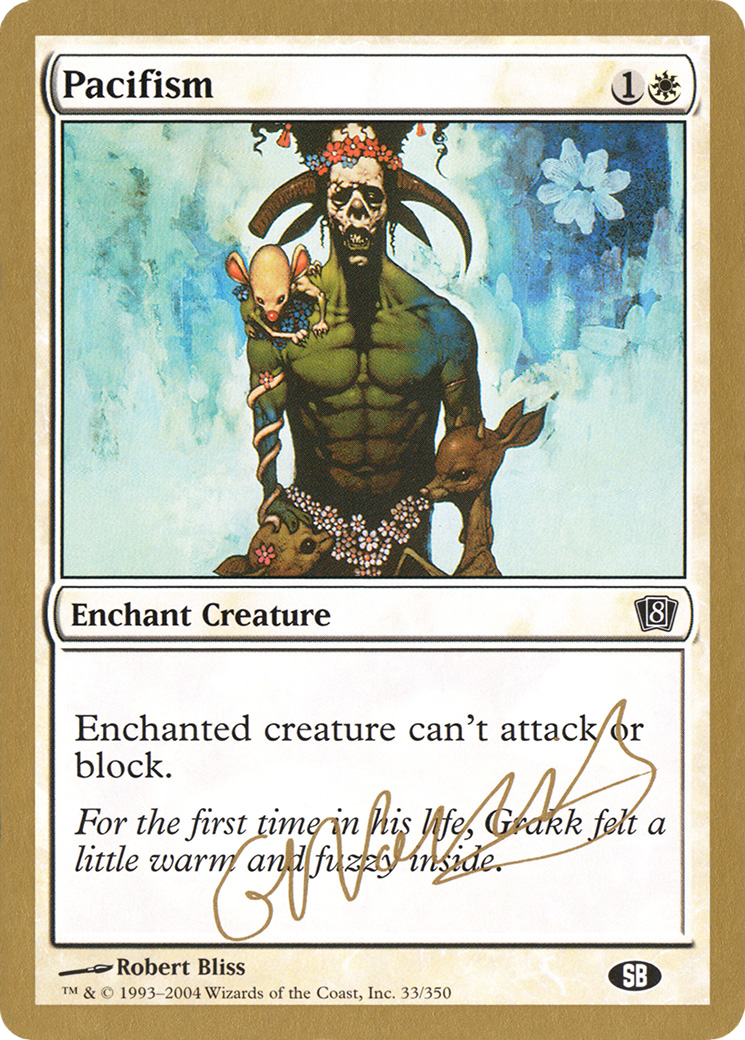 Pacifism 1
Enchant Creature 8
Enchanted creature can't attack or
block.
For the first time in his life, Grakk felt a
little warm and fuzzy inside.
Robert Bliss SB
™ & © 1993–2004 Wizards of the Coast, Inc. 33/350